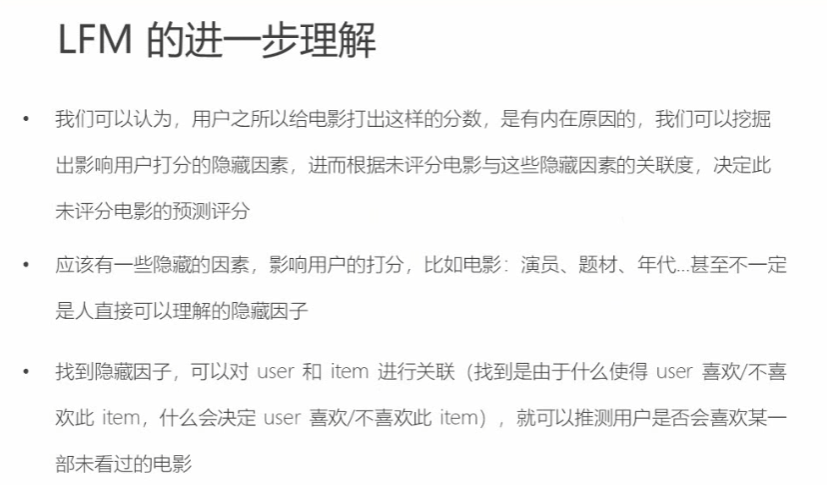 LFM 的进一步理解
• 我们可以认为，用户之所以给电影打出这样的分数，是有内在原因的，我们可以挖掘
出影响用户打分的隐藏因素，进而根据未评分电影与这些隐藏因素的关联度，决定此
未评分电影的预测评分
• 应该有一些隐藏的因素，影响用户的打分，比如电影：演员、题材、年代…甚至不一定
是人直接可以理解的隐藏因子
• 找到隐藏因子，可以对 user 和 item 进行关联（找到是由于什么使得 user 喜欢/不喜
欢此 item，什么会决定 user 喜欢/不喜欢此 item），就可以推测用户是否会喜欢某一
部未看过的电影